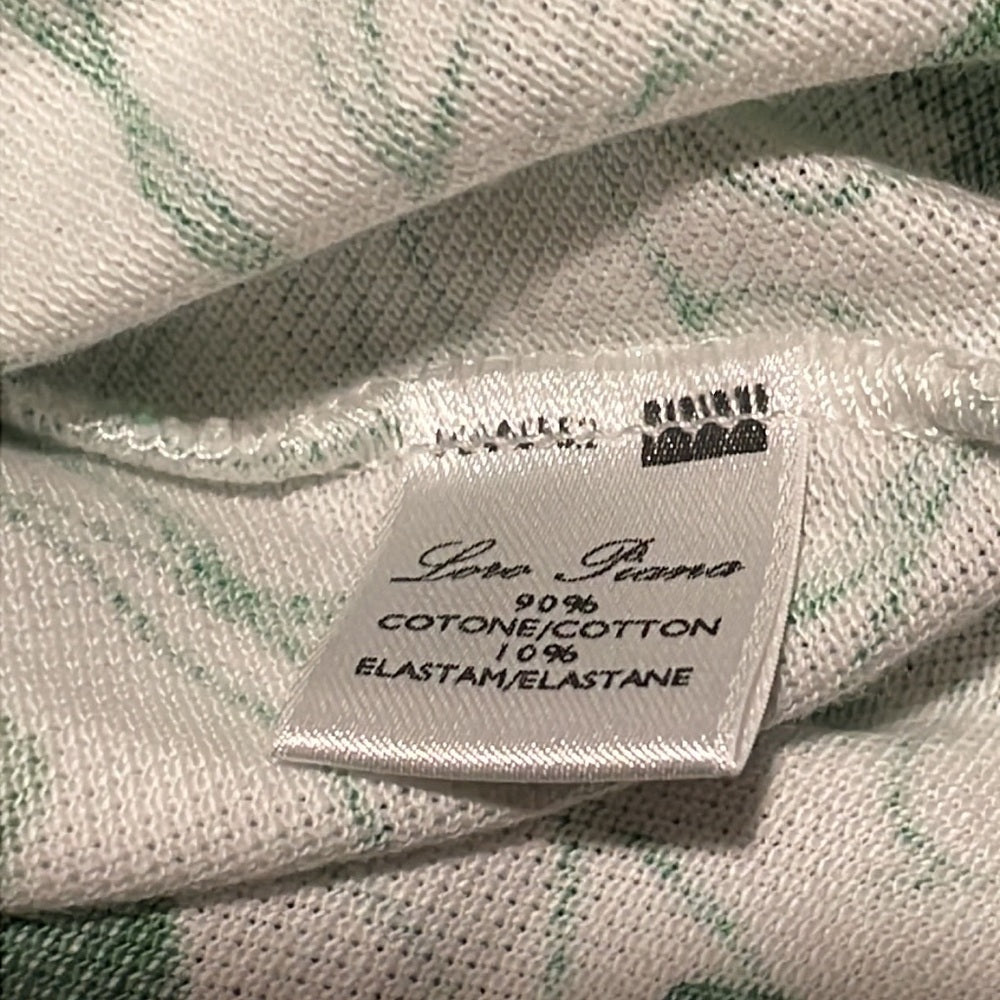 Loro Piana
90%
COTONE/COTTON
10%
ELASTAM/ELASTANE